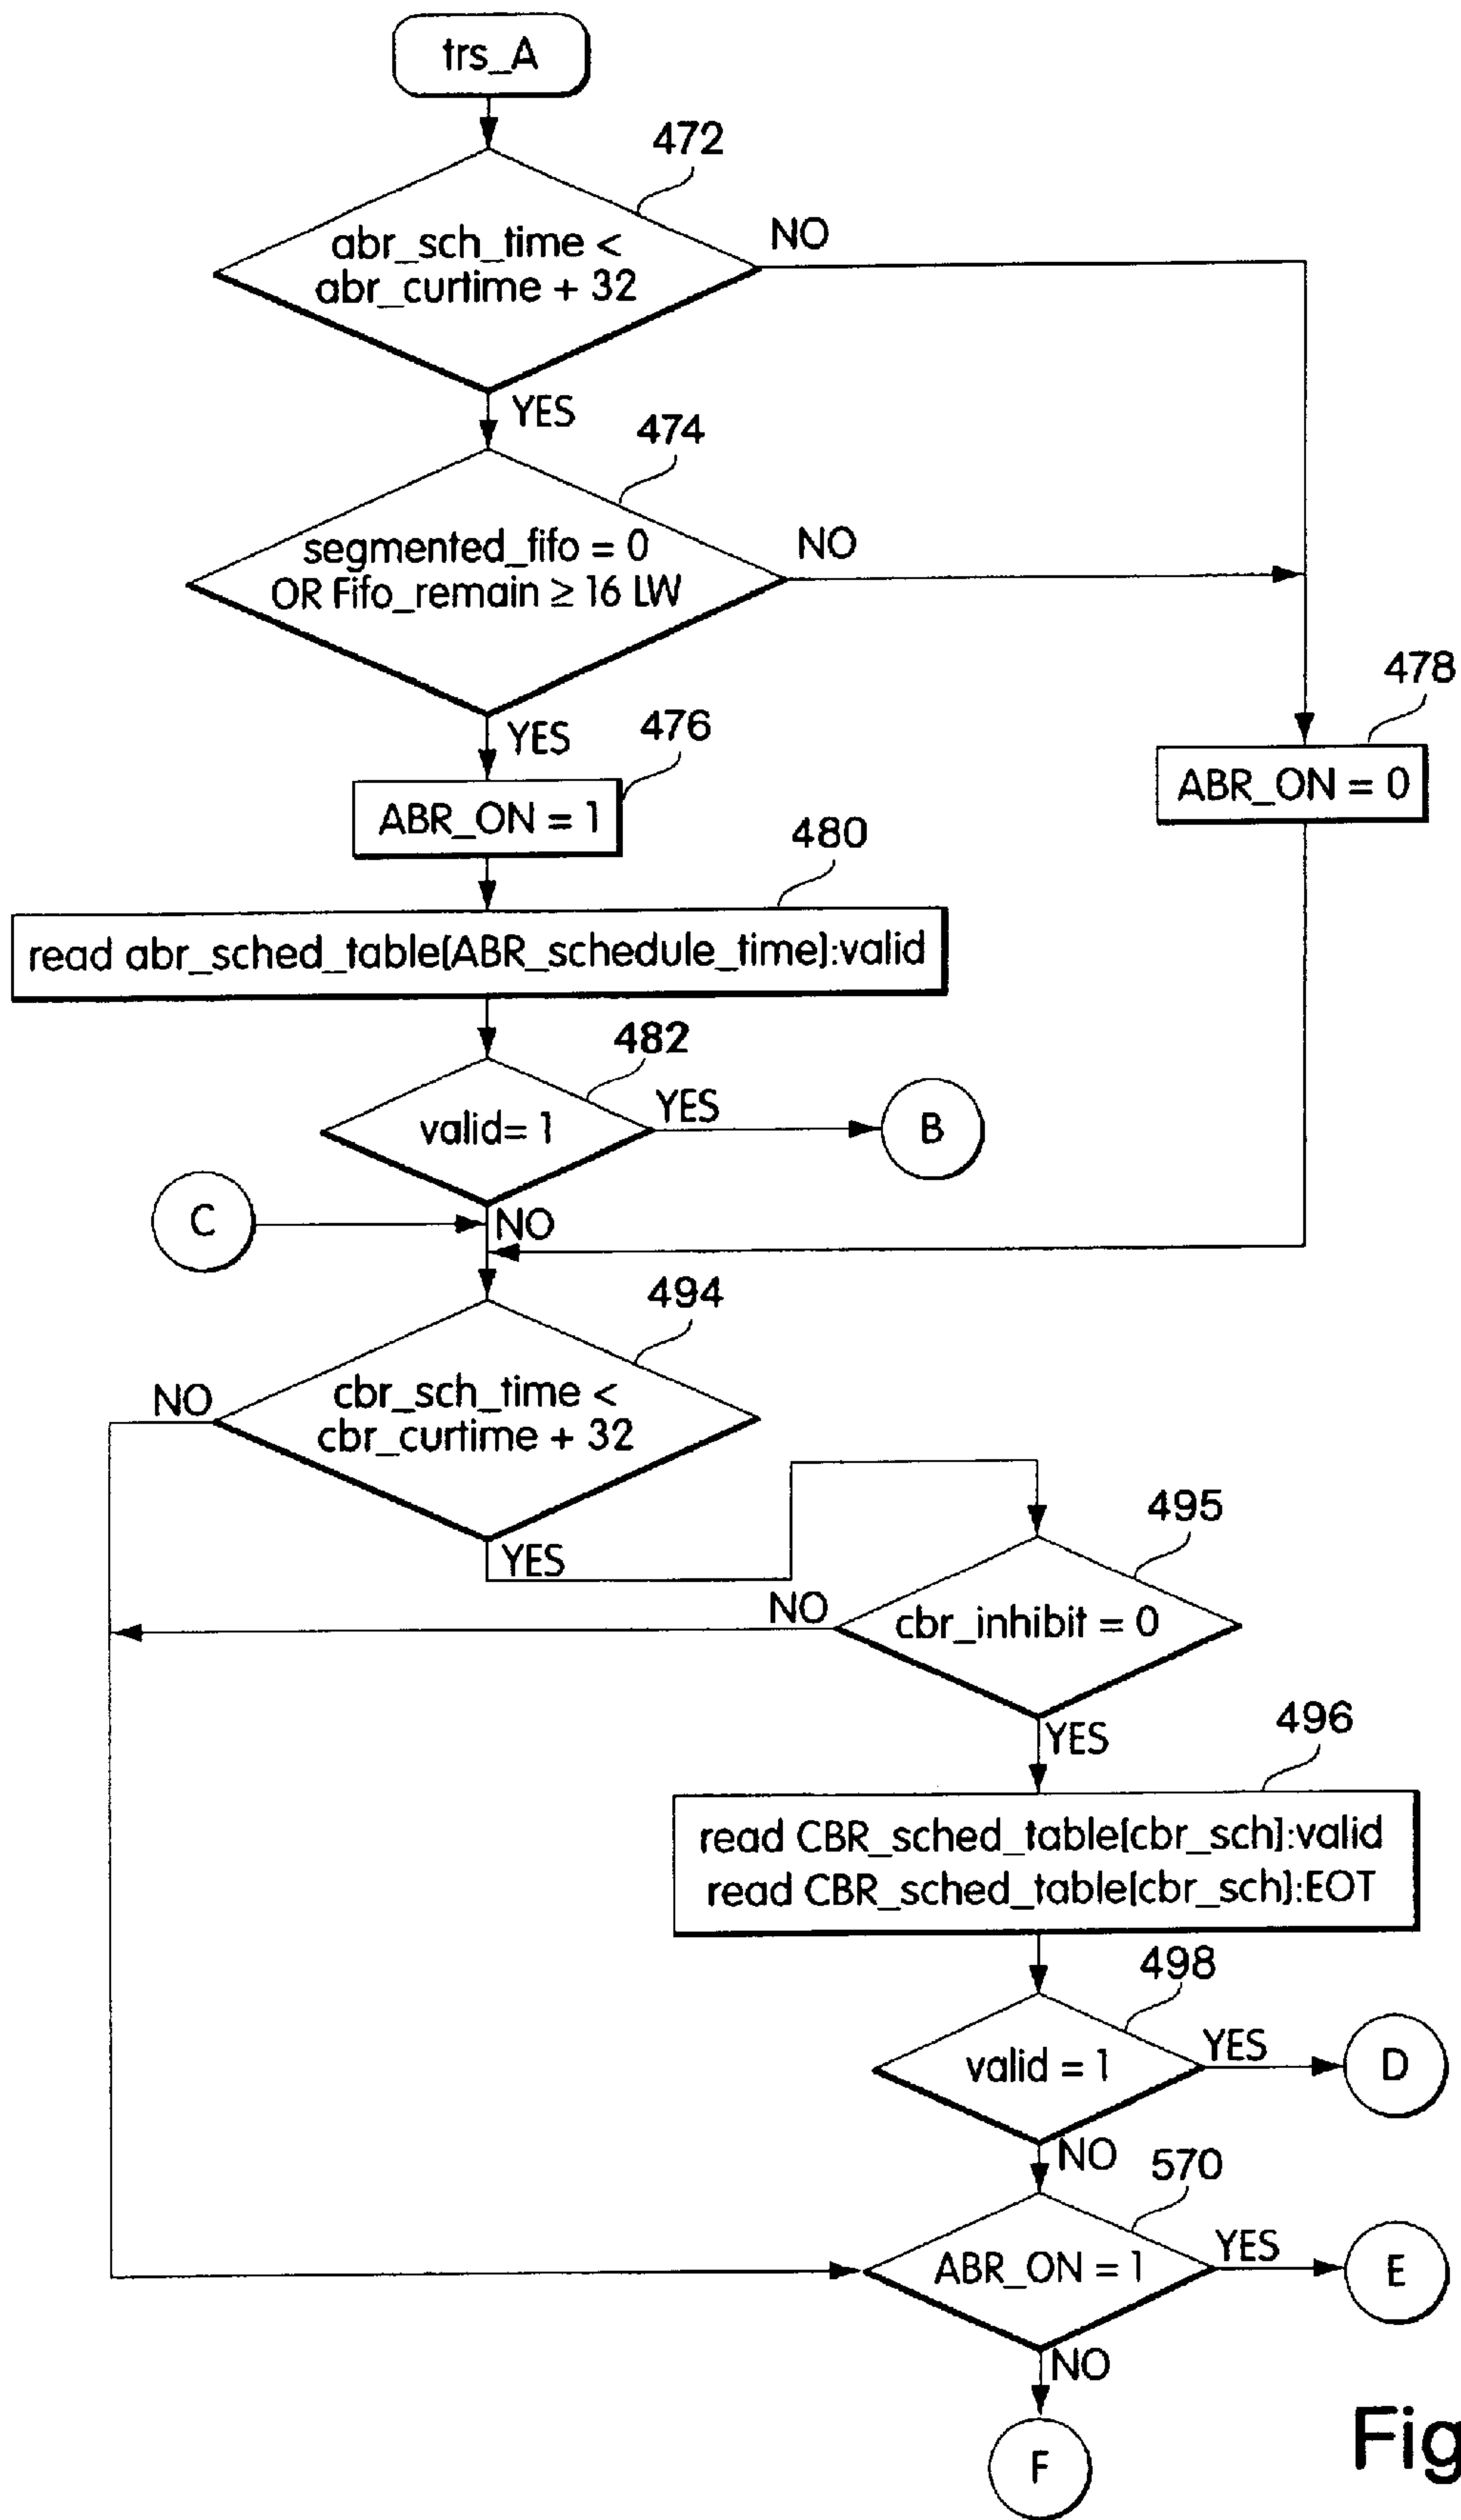 trs_A
472
abr_sch_time <
abr_curtime + 32
NO
YES
474
segmented_fifo = 0
OR Fifo_remain ≥ 16 LW
NO
YES
476
ABR_ON = 1
478
ABR_ON = 0
480
read abr_sched_table[ABR_schedule_time]:valid
482
valid= 1
YES
B
C
NO
494
cbr_sch_time <
cbr_curtime + 32
NO
YES
495
cbr_inhibit = 0
NO
YES
496
read CBR_sched_table[cbr_sch]:valid
read CBR_sched_table[cbr_sch]:EOT
498
valid = 1
YES
D
NO
570
ABR_ON = 1
YES
E
NO
F
Fig